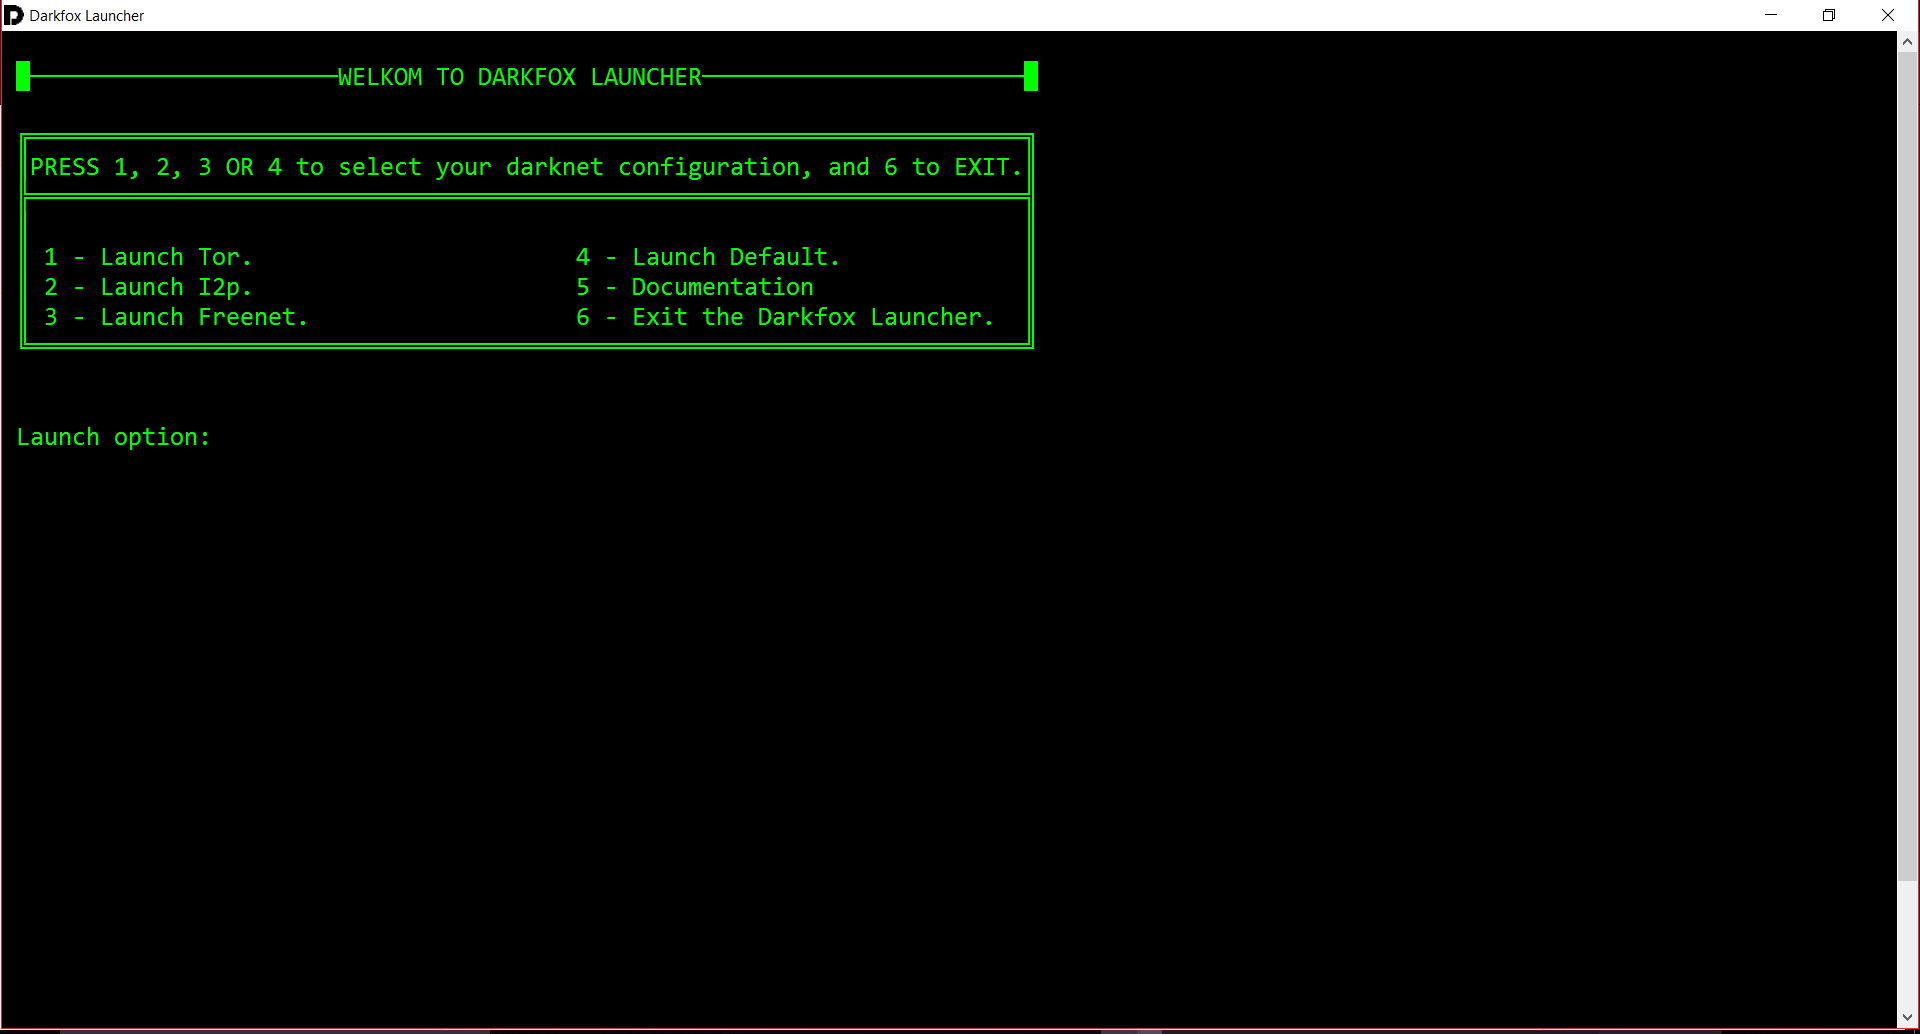 Darkfox Launcher
WELKOM TO DARKFOX LAUNCHER
PRESS 1, 2, 3 OR 4 to select your darknet configuration, and 6 to EXIT.
1 - Launch Tor.
2 - Launch I2p.
3 - Launch Freenet.
4 - Launch Default.
5 - Documentation
6 - Exit the Darkfox Launcher.
Launch option: